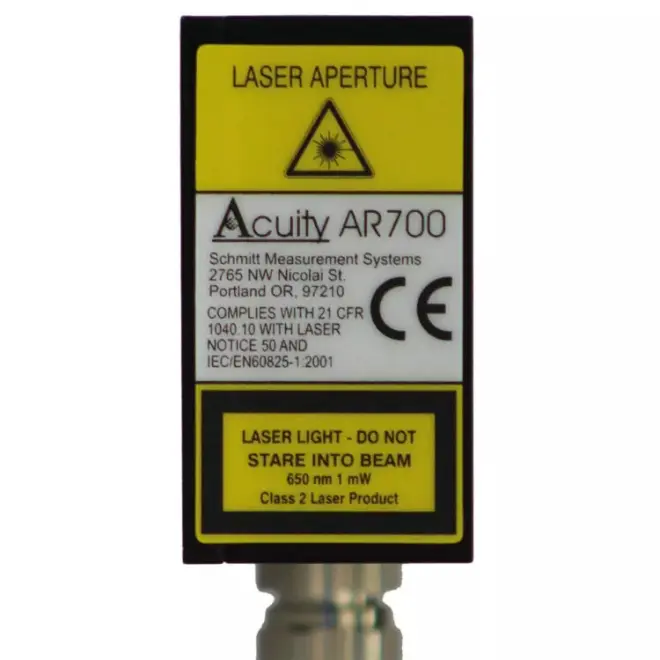 LASER APERTURE
Acuity AR700
Schmitt Measurement Systems
2765 NW Nicolai St.
Portland OR, 97210
COMPLIES WITH 21 CFR
1040.10 WITH LASER
NOTICE 50 AND
IEC/EN60825-1:2001
CE
LASER LIGHT - DO NOT
STARE INTO BEAM
650 nm 1 mW
Class 2 Laser Product